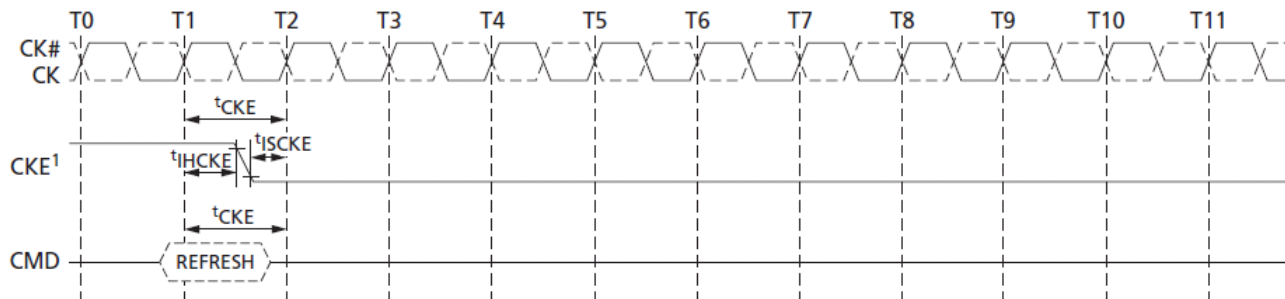 T0 T1 T2 T3 T4 T5 T6 T7 T8 T9 T10 T11
CK#
CK
tCKE
tISCKE
CKE1
tIHCKE
tCKE
CMD
REFRESH